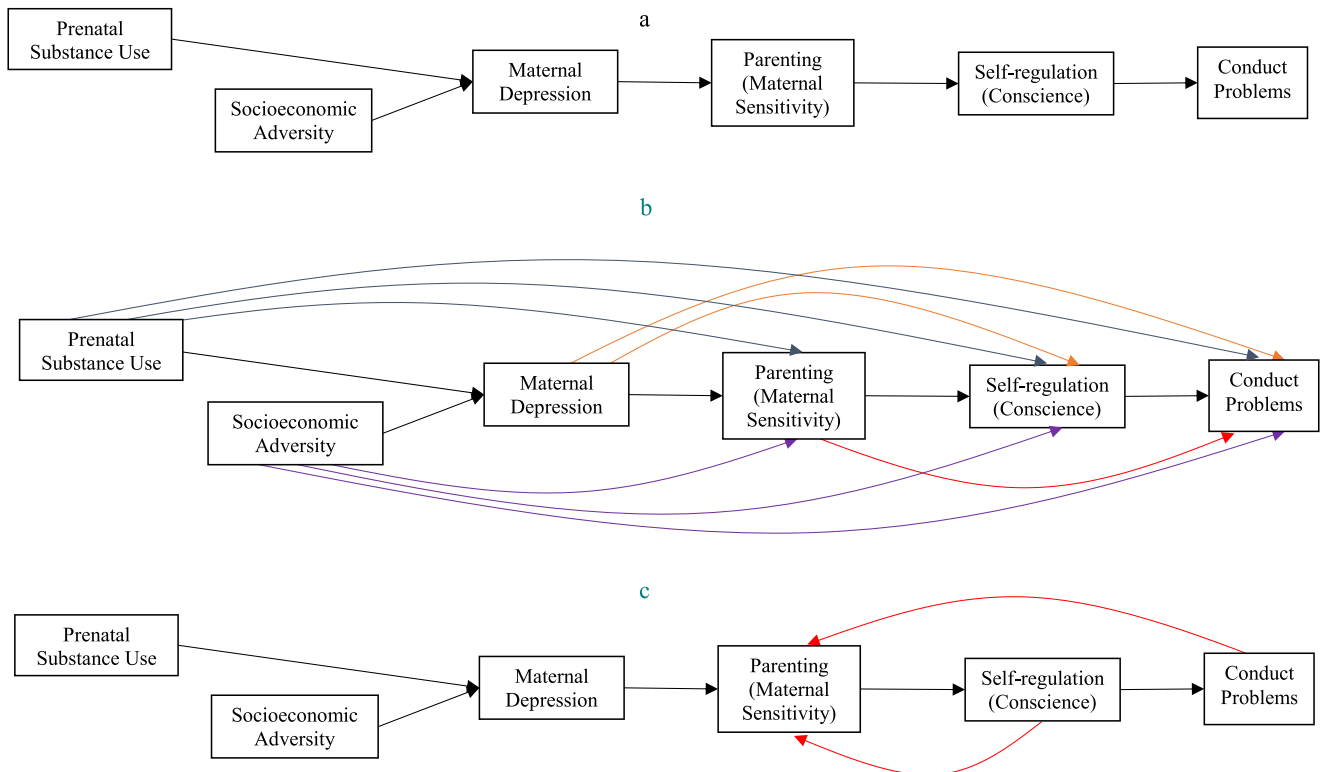 a
Prenatal
Substance Use
Socioeconomic
Adversity
Maternal
Depression
Parenting
(Maternal
Sensitivity)
Self-regulation
(Conscience)
Conduct
Problems
b
Prenatal
Substance Use
Socioeconomic
Adversity
Maternal
Depression
Parenting
(Maternal
Sensitivity)
Self-regulation
(Conscience)
Conduct
Problems
c
Prenatal
Substance Use
Socioeconomic
Adversity
Maternal
Depression
Parenting
(Maternal
Sensitivity)
Self-regulation
(Conscience)
Conduct
Problems